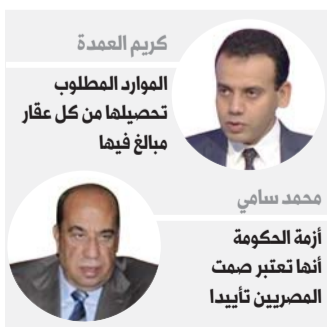 كريم العمدة
الموارد المطلوب
تحصيلها من كل عقار
مبالغ فيها
محمد سامي
أزمة الحكومة
أنها تعتبر صمت
المصريين تأييدا